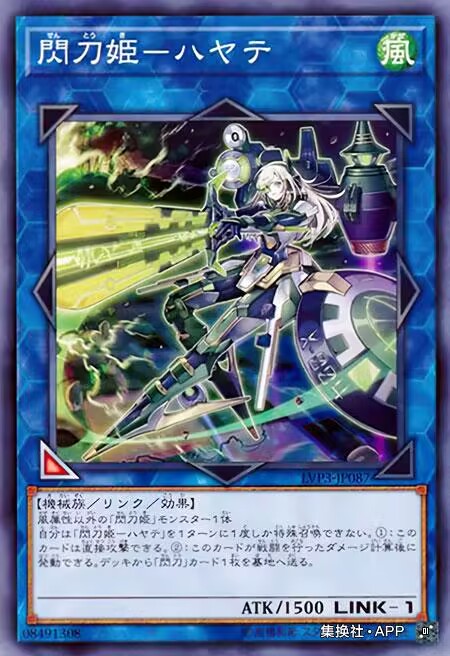 閃刀姫－ハヤテ
せん とう き
風
LVP3-JP087
【機械族／リンク／効果】
風属性以外の「閃刀姫」モンスター1体
自分は「閃刀姫－ハヤテ」を1ターンに1度しか特殊召喚できない。①：この
カードは直接攻撃できる。②：このカードが戦闘を行ったダメージ計算後に
発動できる。デッキから「閃刀」カード1枚を墓地へ送る。
ATK/1500 LINK-1
08491308
集換社·APP